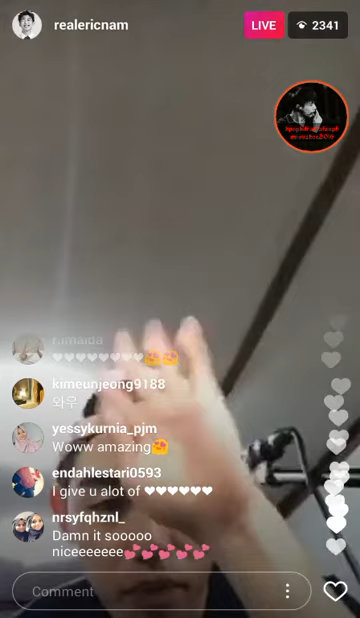 realericnam
LIVE
2341
r.maida
🤍🤍🤍🤍🤍🤍🤍🤍🤍😍😍
kimeunjeong9188
와우
yessykurnia_pjm
Woww amazing😍
endahlestari0593
I give u alot of 🤍🤍🤍🤍🤍🤍
nrsyfqhznl_
Damn it sooooo
niceeeeeee💕💕💕💕💕
Comment